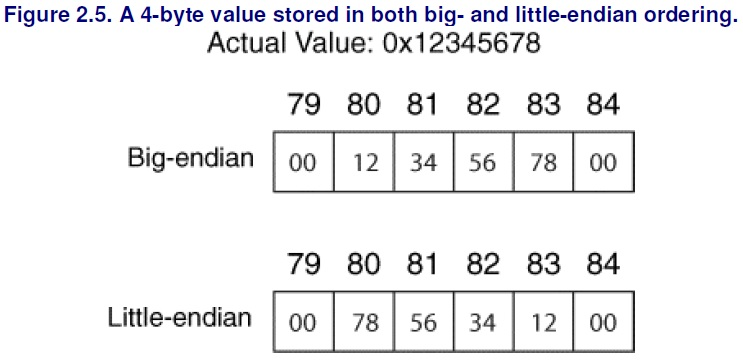 Figure 2.5. A 4-byte value stored in both big- and little-endian ordering.
Actual Value: 0x12345678
79 80 81 82 83 84
Big-endian 00 12 34 56 78 00
79 80 81 82 83 84
Little-endian 00 78 56 34 12 00